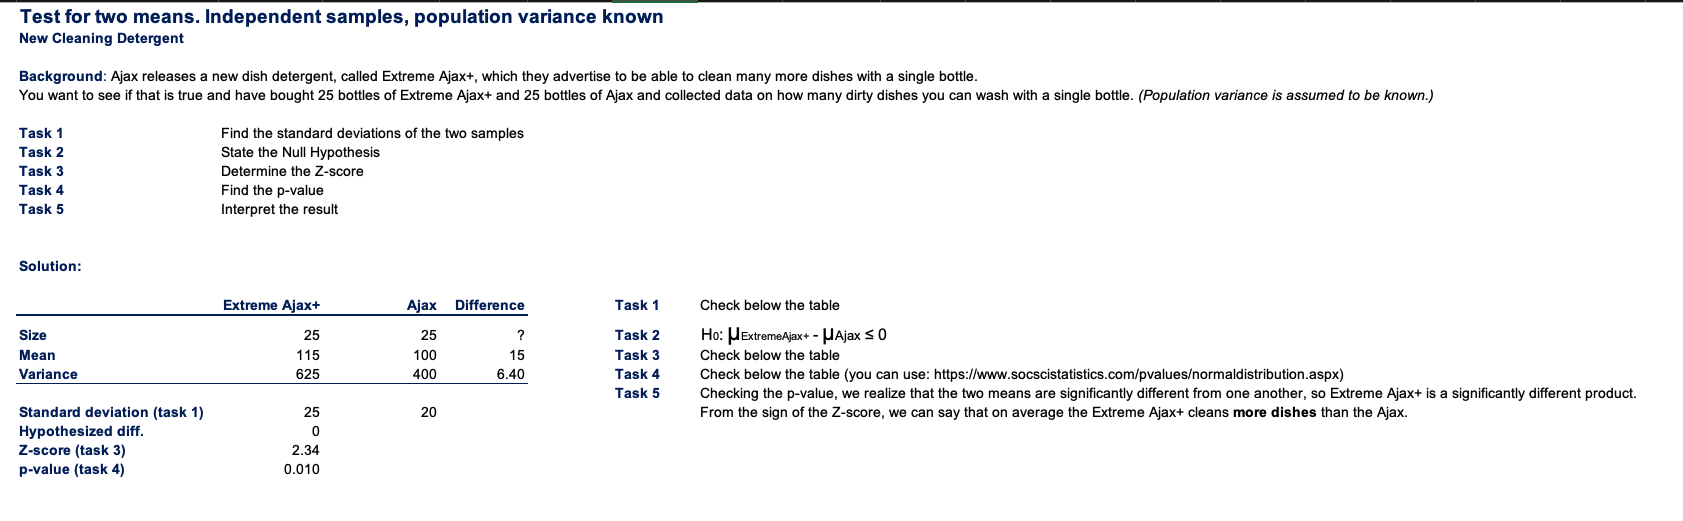 Test for two means. Independent samples, population variance known
New Cleaning Detergent
Background: Ajax releases a new dish detergent, called Extreme Ajax+, which they advertise to be able to clean many more dishes with a single bottle.
You want to see if that is true and have bought 25 bottles of Extreme Ajax+ and 25 bottles of Ajax and collected data on how many dirty dishes you can wash with a single bottle. (Population variance is assumed to be known.)
Task 1 Find the standard deviations of the two samples
Task 2 State the Null Hypothesis
Task 3 Determine the Z-score
Task 4 Find the p-value
Task 5 Interpret the result
Solution:
Extreme Ajax+ Ajax Difference
Size 25 25 ?
Mean 115 100 15
Variance 625 400 6.40
Standard deviation (task 1) 25 20
Hypothesized diff. 0
Z-score (task 3) 2.34
p-value (task 4) 0.010
Task 1 Check below the table
Task 2 H0: μExtremeAjax+ - μAjax ≤ 0
Task 3 Check below the table
Task 4 Check below the table (you can use: https://www.socscistatistics.com/pvalues/normaldistribution.aspx)
Task 5 Checking the p-value, we realize that the two means are significantly different from one another, so Extreme Ajax+ is a significantly different product.
From the sign of the Z-score, we can say that on average the Extreme Ajax+ cleans more dishes than the Ajax.